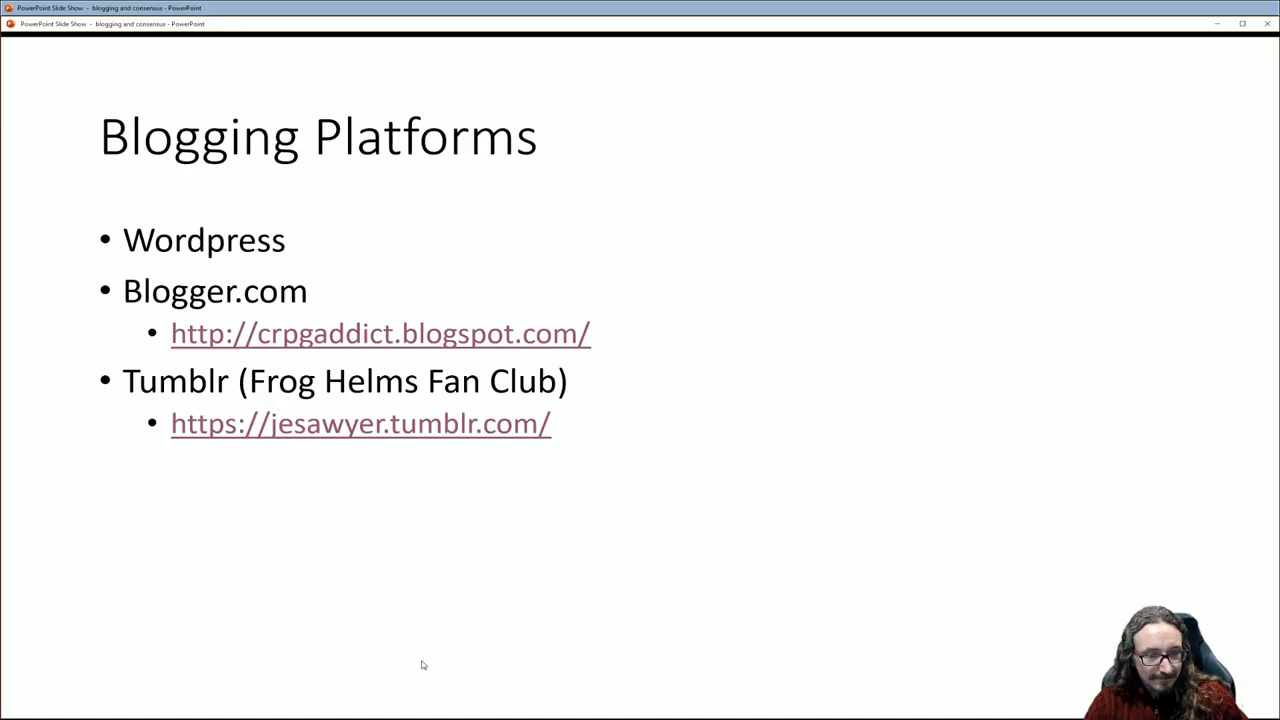 PowerPoint Slide Show - blogging and consensus - PowerPoint
PowerPoint Slide Show - blogging and consensus - PowerPoint
Blogging Platforms
• Wordpress
• Blogger.com
• http://crpgaddict.blogspot.com/
• Tumblr (Frog Helms Fan Club)
• https://jesawyer.tumblr.com/